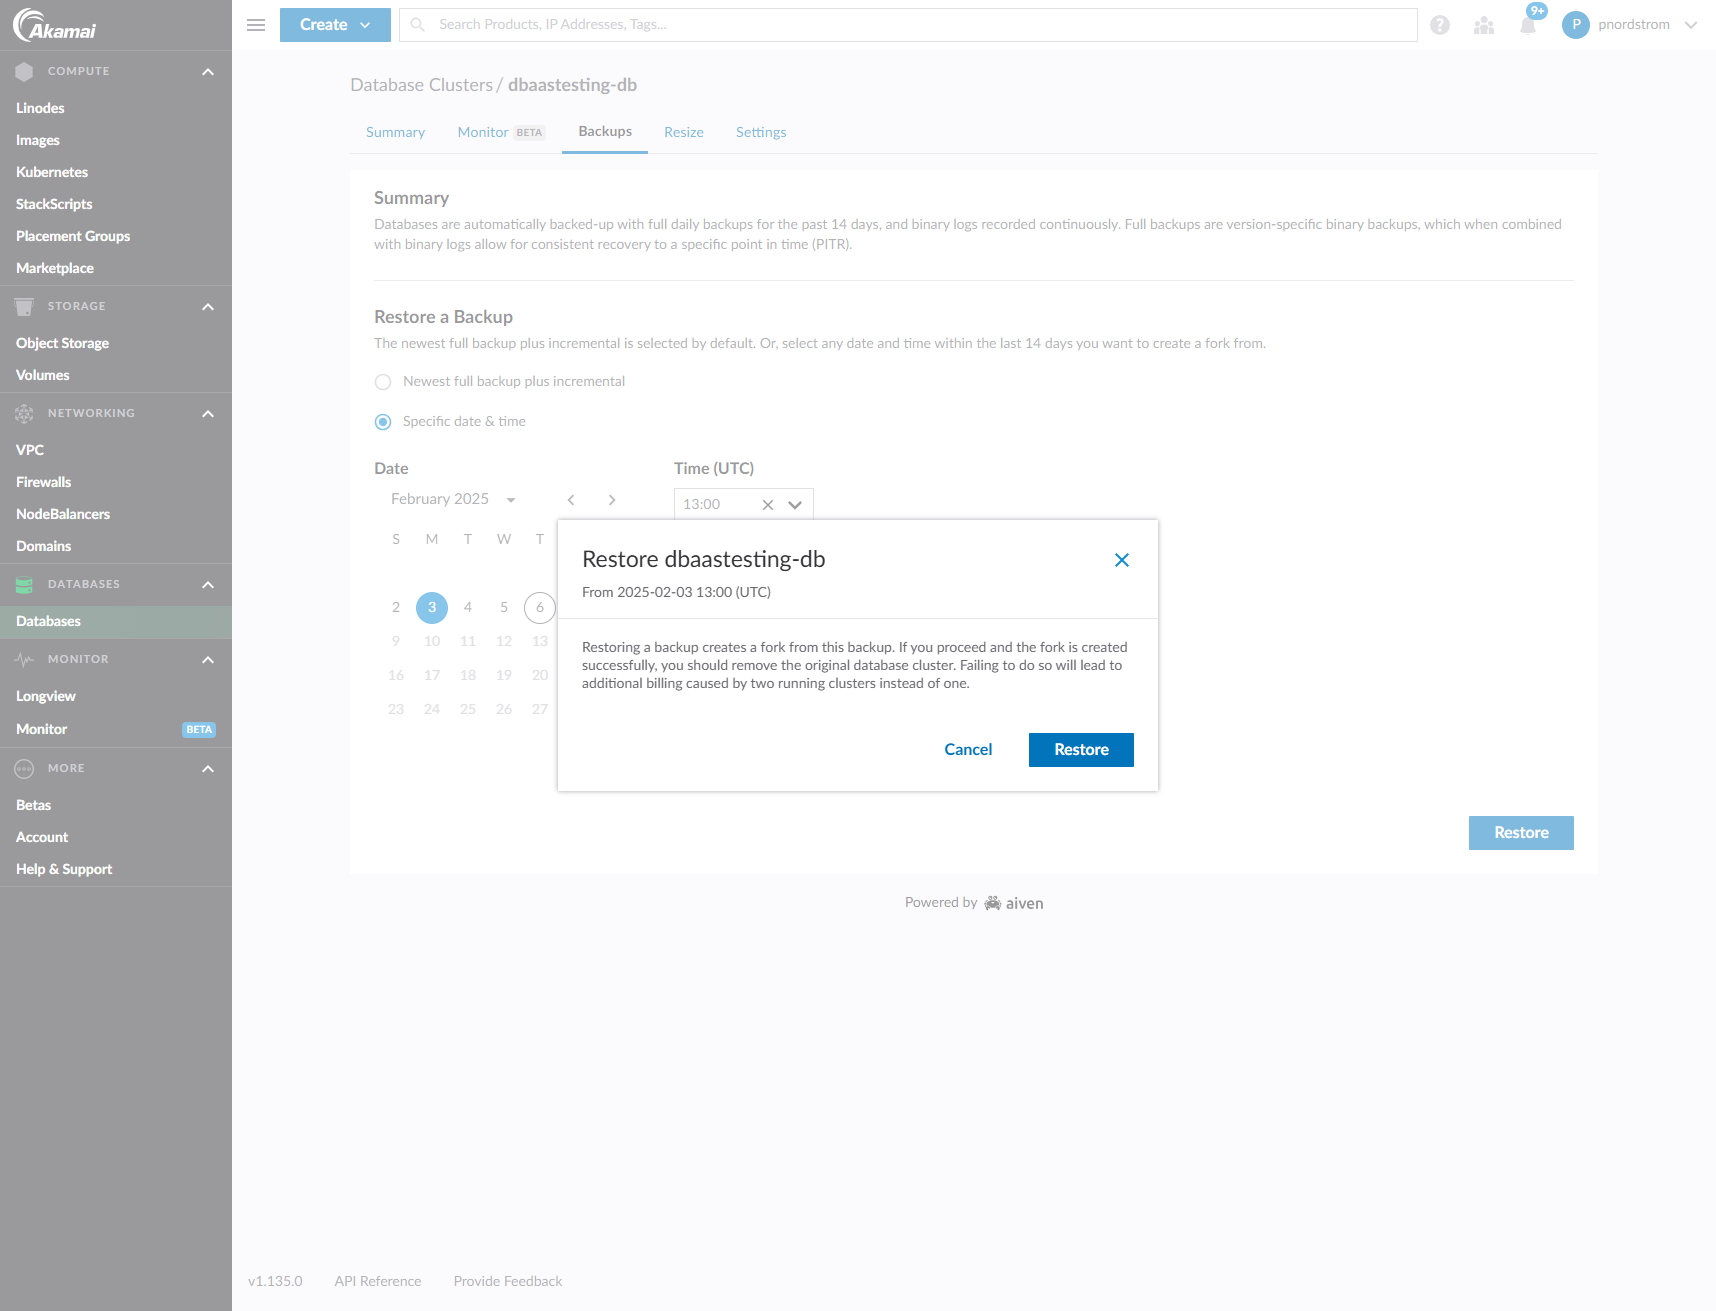 Akamai
Create
Search Products, IP Addresses, Tags...
9+
P
pnordstrom
COMPUTE
Linodes
Images
Kubernetes
StackScripts
Placement Groups
Marketplace
STORAGE
Object Storage
Volumes
NETWORKING
VPC
Firewalls
NodeBalancers
Domains
DATABASES
Databases
MONITOR
Longview
Monitor BETA
MORE
Betas
Account
Help & Support
Database Clusters / dbaastesting-db
Summary Monitor BETA Backups Resize Settings
Summary
Databases are automatically backed-up with full daily backups for the past 14 days, and binary logs recorded continuously. Full backups are version-specific binary backups, which when combined
with binary logs allow for consistent recovery to a specific point in time (PITR).
Restore a Backup
The newest full backup plus incremental is selected by default. Or, select any date and time within the last 14 days you want to create a fork from.
Newest full backup plus incremental
Specific date & time
Date
February 2025
S M T W T
2 3 4 5 6
9 10 11 12 13
16 17 18 19 20
23 24 25 26 27
Time (UTC)
13:00
Restore dbaastesting-db
From 2025-02-03 13:00 (UTC)
Restoring a backup creates a fork from this backup. If you proceed and the fork is created
successfully, you should remove the original database cluster. Failing to do so will lead to
additional billing caused by two running clusters instead of one.
Cancel Restore
Restore
Powered by aiven
v1.135.0 API Reference Provide Feedback